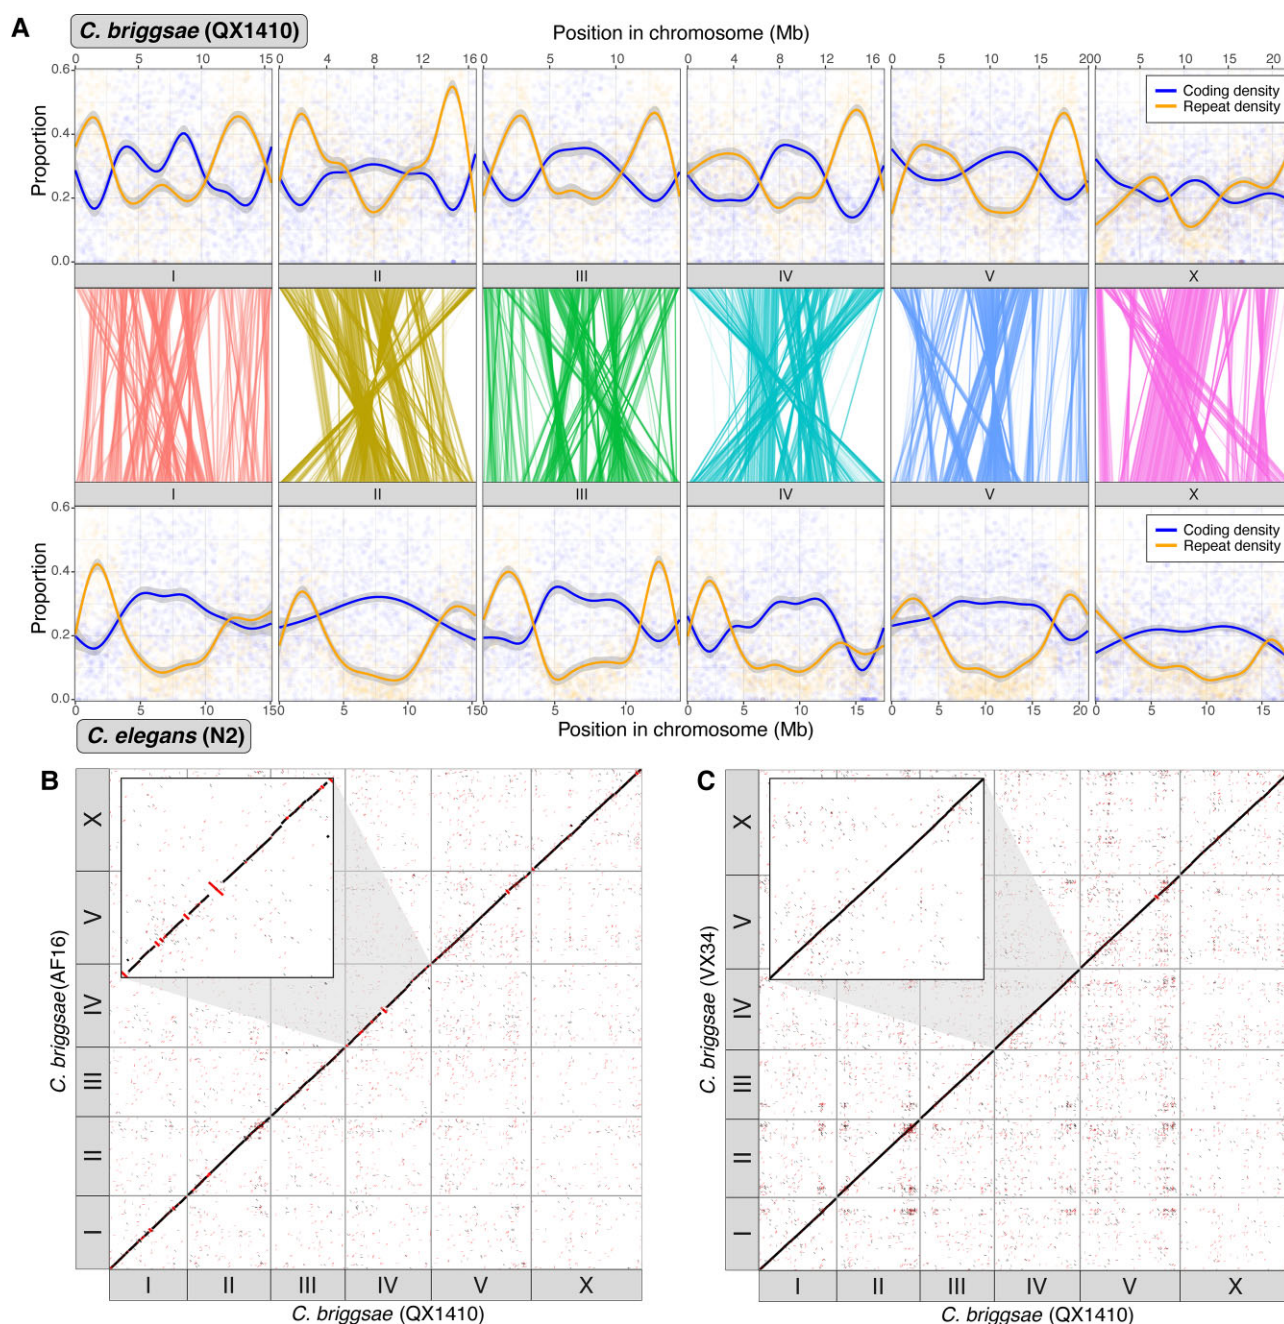 A
C. briggsae (QX1410)
Position in chromosome (Mb)
0 5 10 15 0 4 8 12 0 5 10 0 4 8 12 16 0 5 10 15 20 0 5 10 15 20
Proportion
0.6
0.4
0.2
0.0
Coding density
Repeat density
I II III IV V X
I II III IV V X
Proportion
0.6
0.4
0.2
0.0
Coding density
Repeat density
0 5 10 15 0 5 10 15 0 5 10 0 5 10 15 0 5 10 15 20 0 5 10 15
C. elegans (N2)
Position in chromosome (Mb)
B
C. briggsae (AF16)
X
V
IV
III
II
I
I II III IV V X
C. briggsae (QX1410)
C
C. briggsae (VX34)
X
V
IV
III
II
I
I II III IV V X
C. briggsae (QX1410)